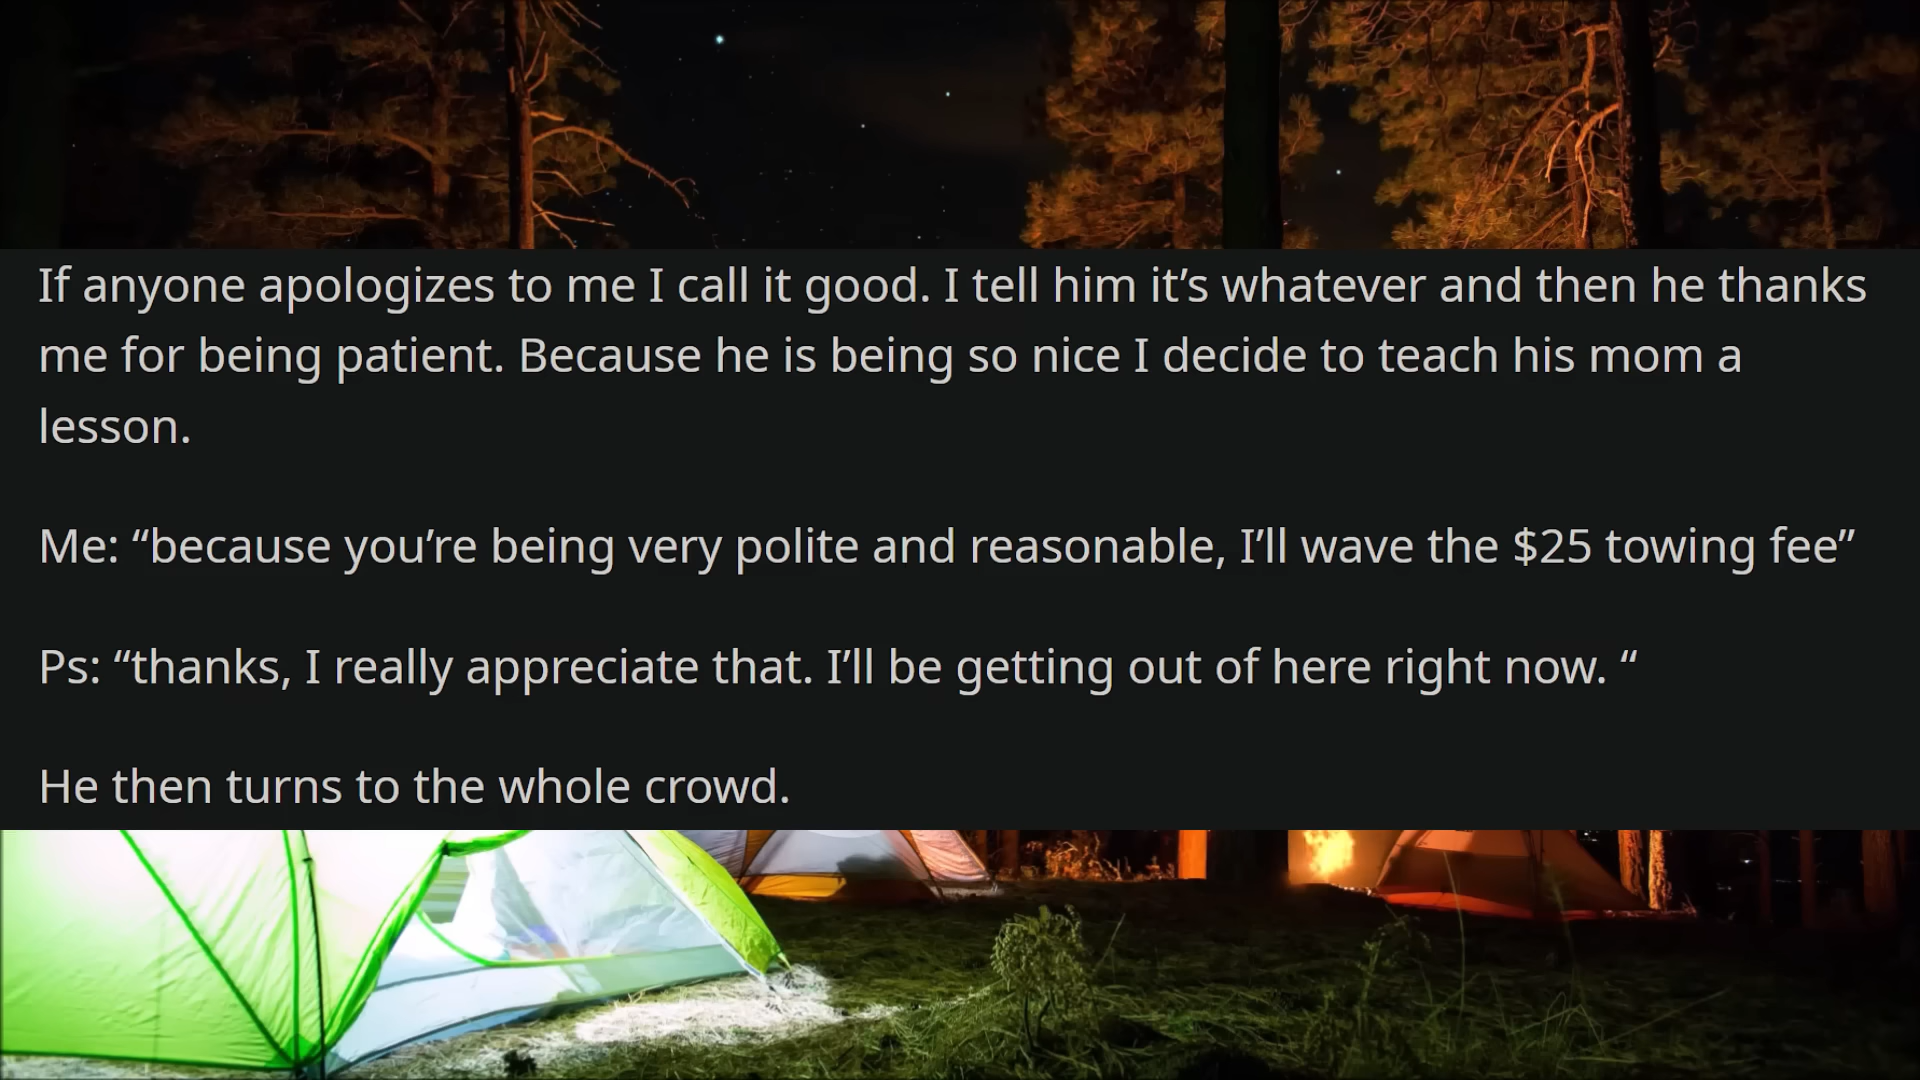 If anyone apologizes to me I call it good. I tell him it’s whatever and then he thanks
me for being patient. Because he is being so nice I decide to teach his mom a
lesson.
Me: “because you’re being very polite and reasonable, I’ll wave the $25 towing fee”
Ps: “thanks, I really appreciate that. I’ll be getting out of here right now. “
He then turns to the whole crowd.